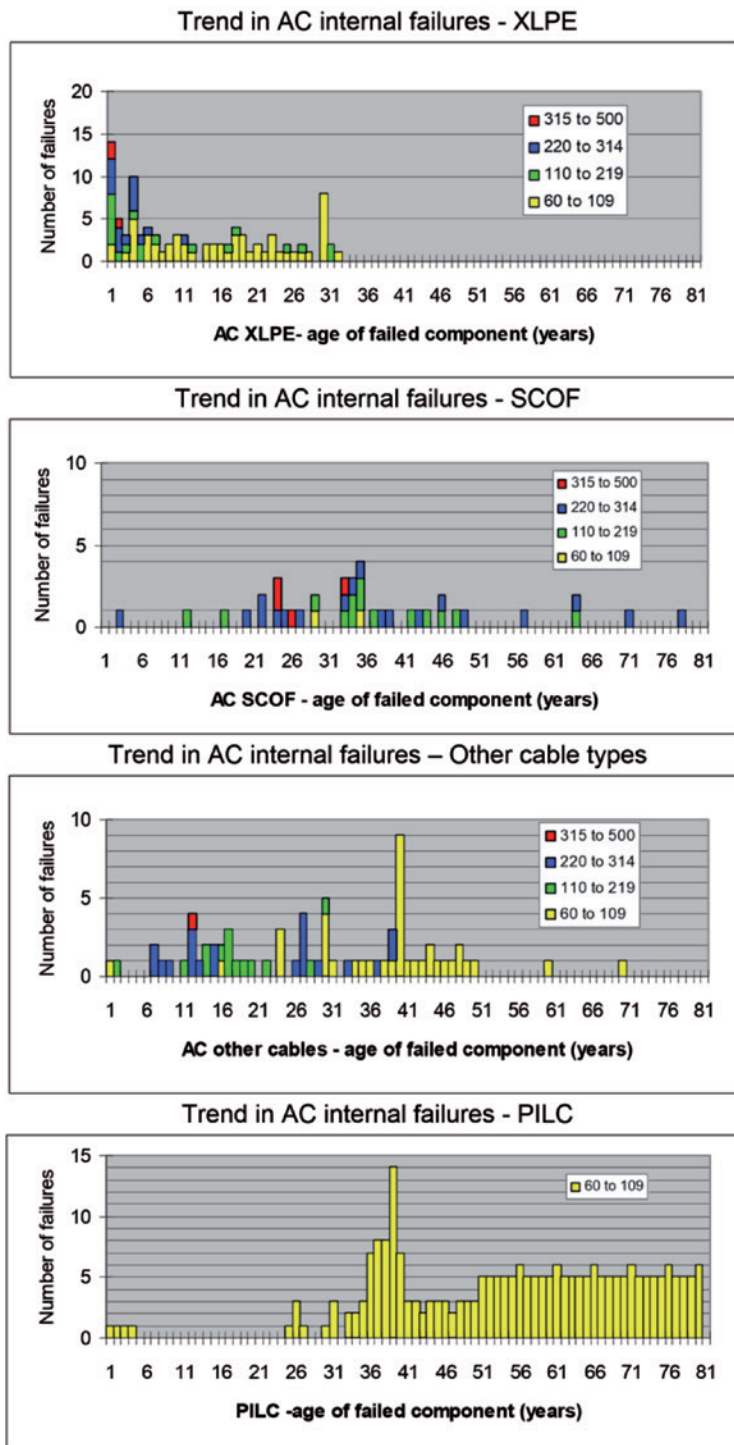 Trend in AC internal failures - XLPE
Number of failures
20
15
10
5
0
315 to 500
220 to 314
110 to 219
60 to 109
1 6 11 16 21 26 31 36 41 46 51 56 61 66 71 76 81
AC XLPE- age of failed component (years)
Trend in AC internal failures - SCOF
Number of failures
10
5
0
315 to 500
220 to 314
110 to 219
60 to 109
1 6 11 16 21 26 31 36 41 46 51 56 61 66 71 76 81
AC SCOF - age of failed component (years)
Trend in AC internal failures – Other cable types
Number of failures
10
5
0
315 to 500
220 to 314
110 to 219
60 to 109
1 6 11 16 21 26 31 36 41 46 51 56 61 66 71 76 81
AC other cables - age of failed component (years)
Trend in AC internal failures - PILC
Number of failures
15
10
5
0
60 to 109
1 6 11 16 21 26 31 36 41 46 51 56 61 66 71 76 81
PILC -age of failed component (years)